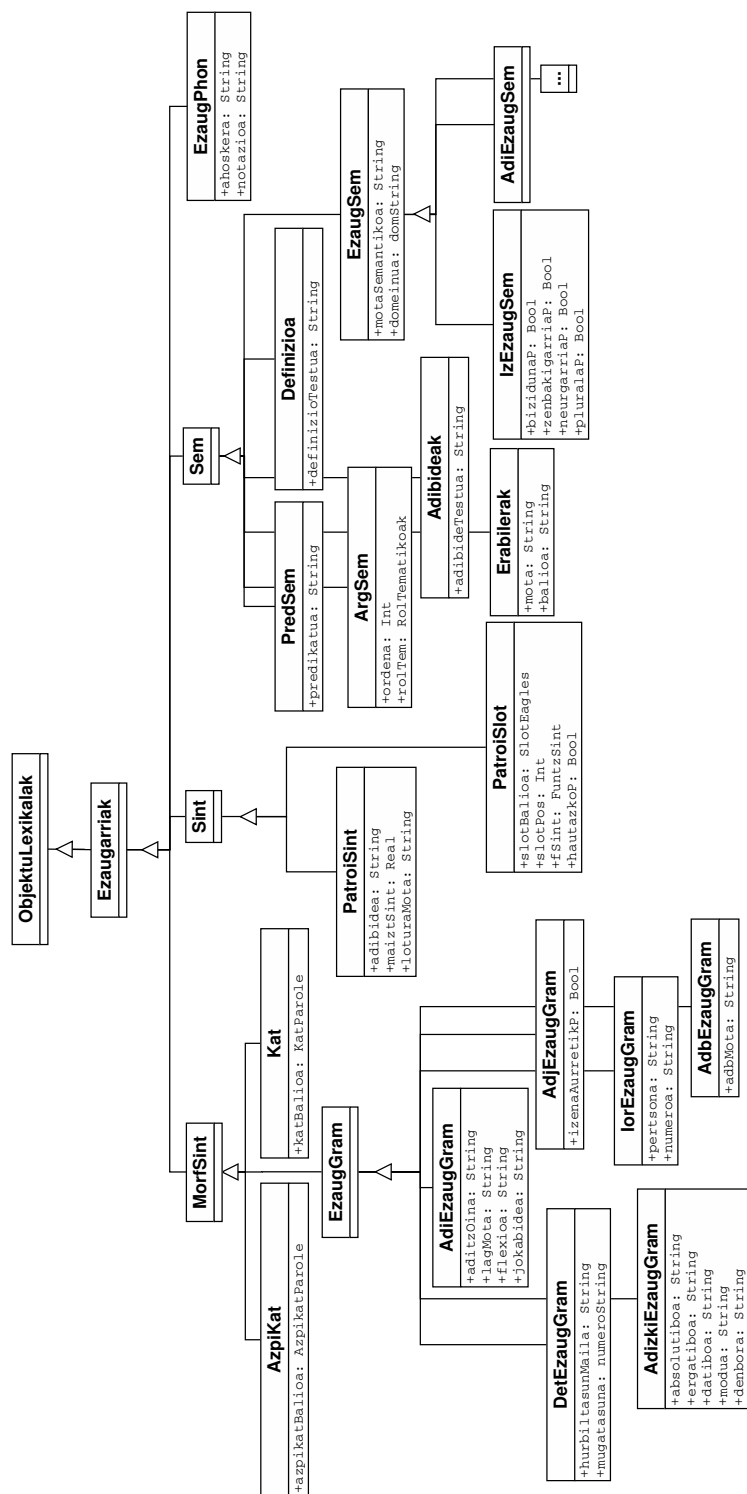 ObjektuLexikalak
Ezaugarriak
MorfSint
Sint
Sem
EzaugPhon
+ahoskera: String
+notazioa: String
AzpiKat
+azpikatBalioa: AzpikatParole
Kat
+katBalioa: KatParole
EzaugGram
AdiEzaugGram
+aditzOina: String
+lagMota: String
+flexioa: String
+jokabidea: String
DetEzaugGram
+hurbiltasunMaila: String
+mugatasuna: numeroString
AdjEzaugGram
+izenaAurretikP: Bool
AdizkiEzaugGram
+absolutiboa: String
+ergatiboa: String
+datiboa: String
+modua: String
+denbora: String
IorEzaugGram
+pertsona: String
+numeroa: String
AdbEzaugGram
+adbMota: String
PatroiSint
+adibidea: String
+maiztSint: Real
+loturaMota: String
PatroiSlot
+slotBalioa: SlotEagles
+slotPos: Int
+fSint: FuntzSint
+hautazkoP: Bool
PredSem
+predikatua: String
Definizioa
+definizioTestua: String
ArgSem
+ordena: Int
+rolTem: RolTematikoak
Adibideak
+adibideTestua: String
Erabilerak
+mota: String
+balioa: String
EzaugSem
+motaSemantikoa: String
+domeinua: domString
IzEzaugSem
+bizidunaP: Bool
+zenbakigarriaP: Bool
+neurgarriaP: Bool
+pluralaP: Bool
AdiEzaugSem
...